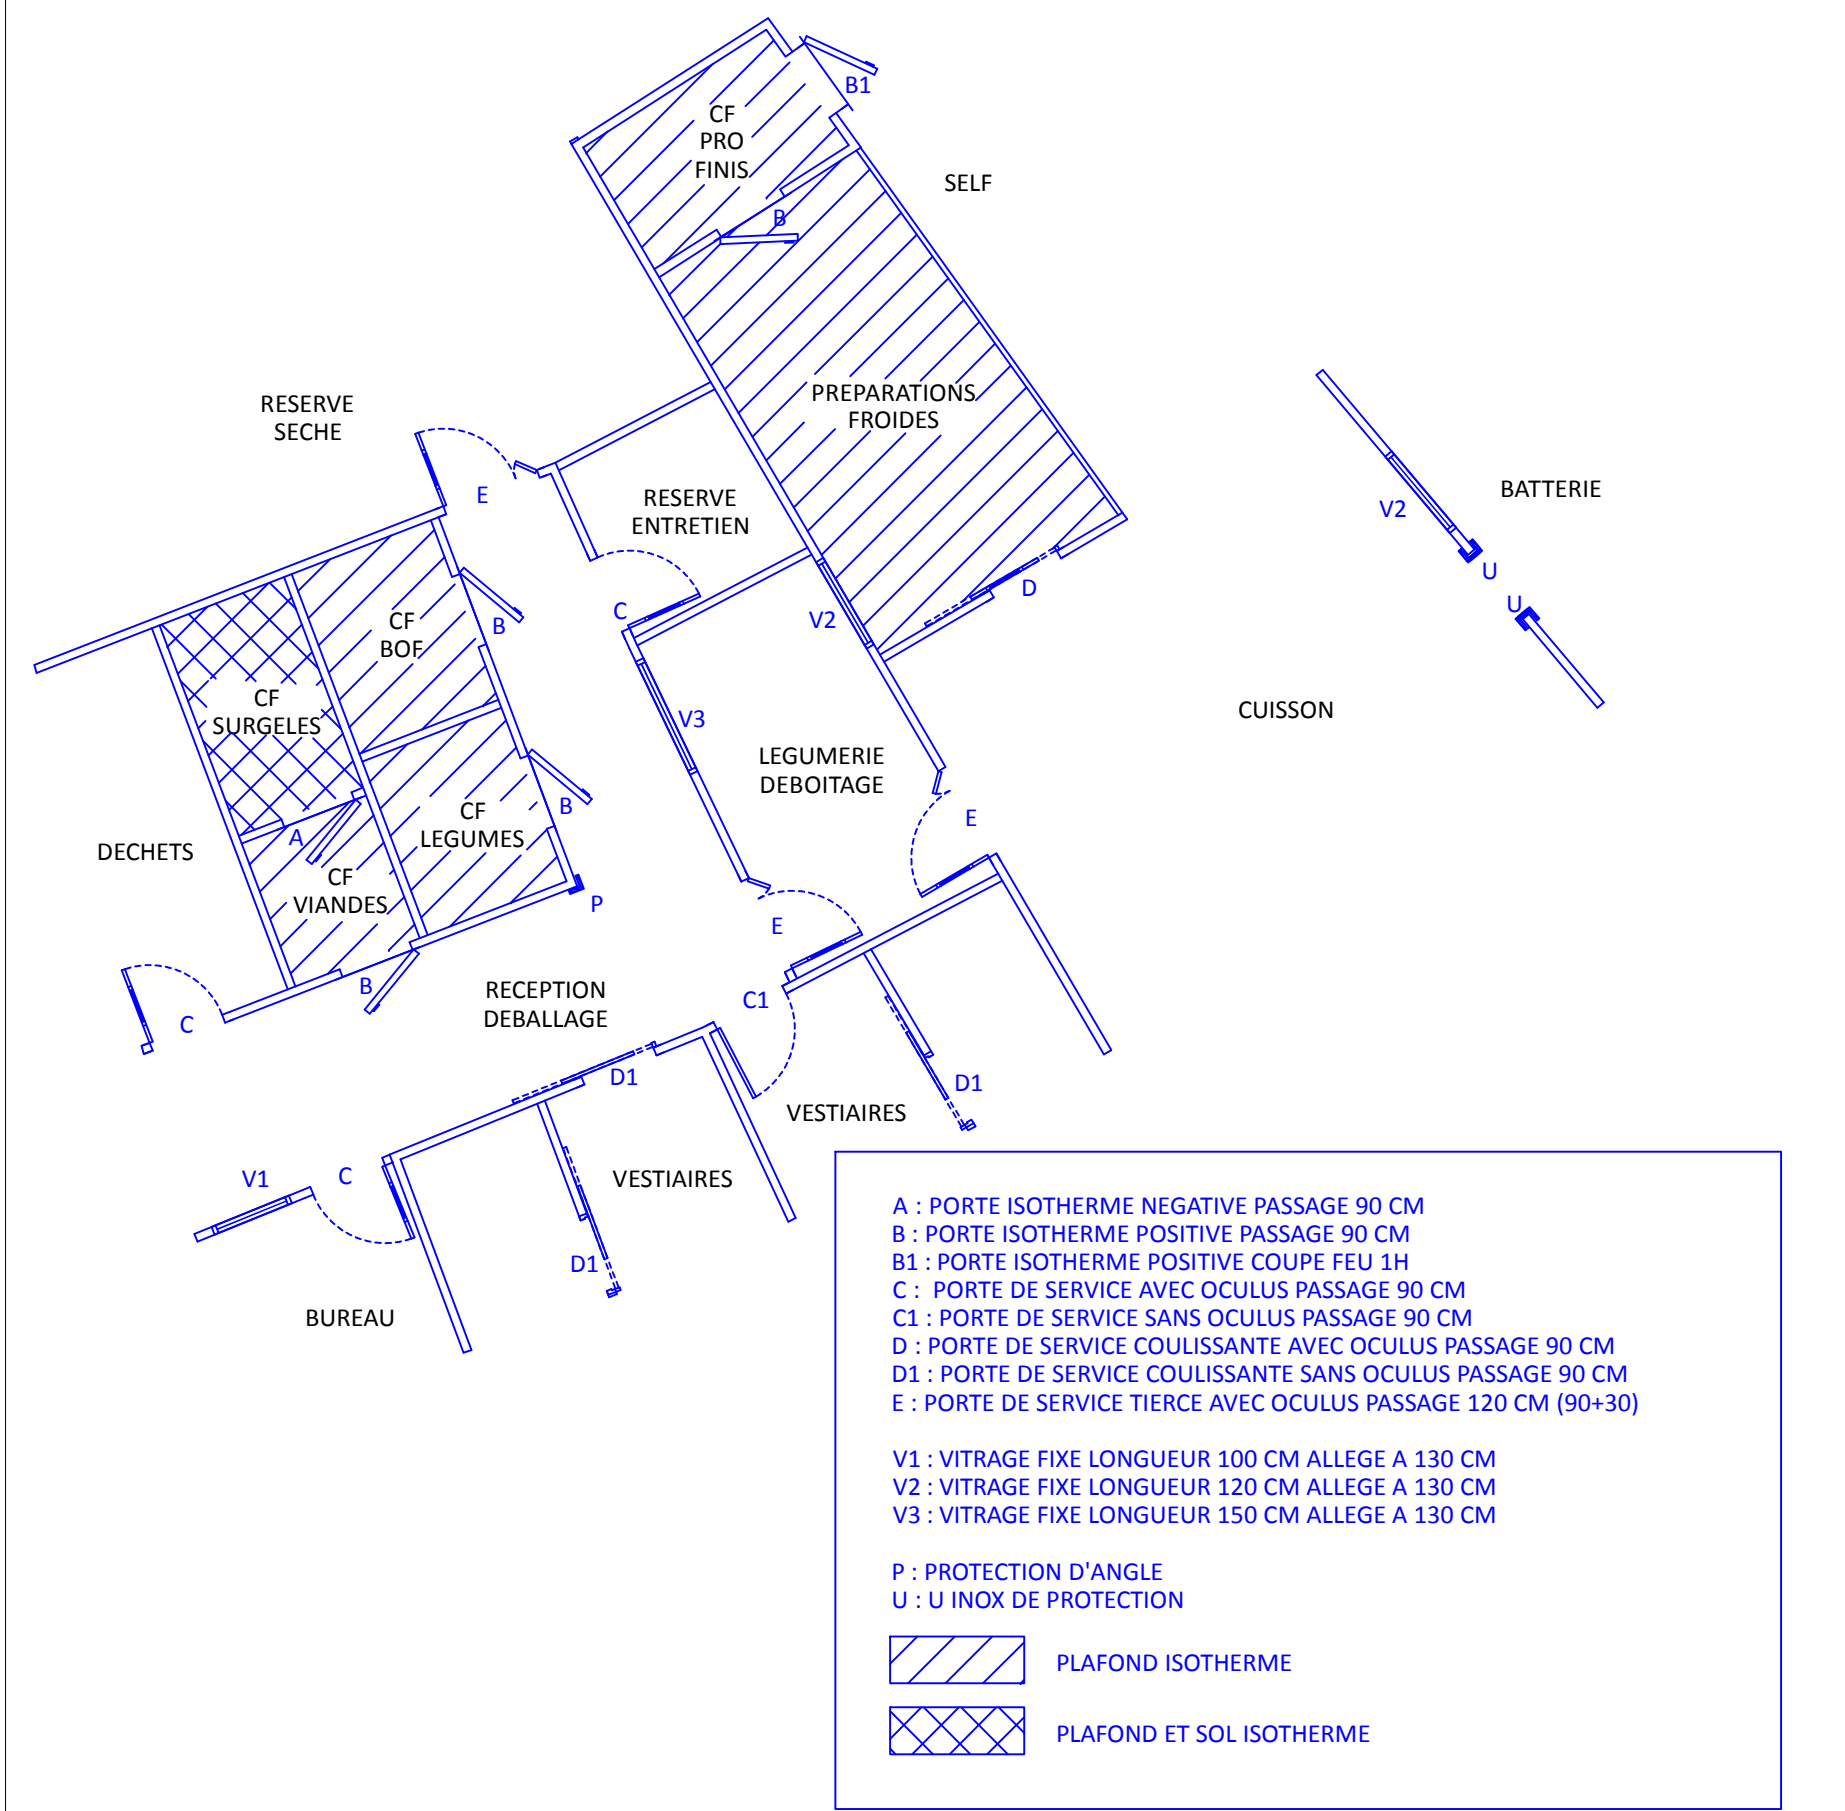 B1
CF
PRO
FINIS
SELF
B
RESERVE
SECHE
PREPARATIONS
FROIDES
E
RESERVE
ENTRETIEN
V2
BATTERIE
U
U
D
C
V2
B
CF
BOF
CF
SURGELES
V3
CUISSON
LEGUMERIE
DEBOITAGE
B
E
CF
LEGUMES
A
DECHETS
CF
VIANDES
P
E
B
RECEPTION
DEBALLAGE
C1
C
D1
D1
VESTIAIRES
V1
C
VESTIAIRES
D1
BUREAU
A : PORTE ISOTHERME NEGATIVE PASSAGE 90 CM
B : PORTE ISOTHERME POSITIVE PASSAGE 90 CM
B1 : PORTE ISOTHERME POSITIVE COUPE FEU 1H
C :  PORTE DE SERVICE AVEC OCULUS PASSAGE 90 CM
C1 : PORTE DE SERVICE SANS OCULUS PASSAGE 90 CM
D : PORTE DE SERVICE COULISSANTE AVEC OCULUS PASSAGE 90 CM
D1 : PORTE DE SERVICE COULISSANTE SANS OCULUS PASSAGE 90 CM
E : PORTE DE SERVICE TIERCE AVEC OCULUS PASSAGE 120 CM (90+30)
V1 : VITRAGE FIXE LONGUEUR 100 CM ALLEGE A 130 CM
V2 : VITRAGE FIXE LONGUEUR 120 CM ALLEGE A 130 CM
V3 : VITRAGE FIXE LONGUEUR 150 CM ALLEGE A 130 CM
P : PROTECTION D'ANGLE
U : U INOX DE PROTECTION
PLAFOND ISOTHERME
PLAFOND ET SOL ISOTHERME